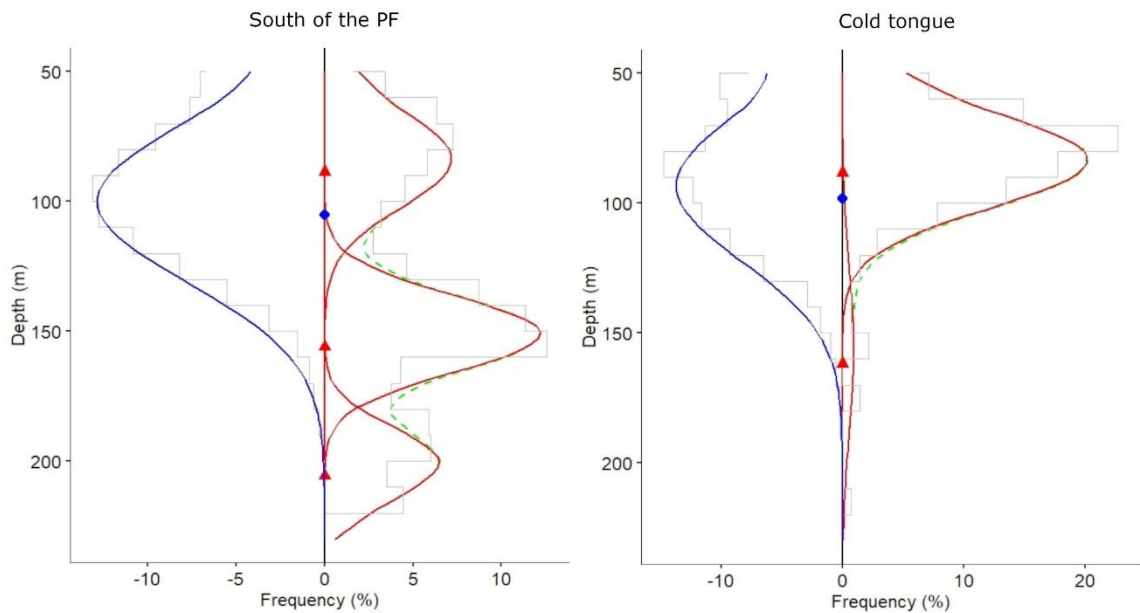 South of the PF
50
100
150
200
Depth (m)
-10 -5 0 5 10
Frequency (%)
Cold tongue
50
100
150
200
Depth (m)
-10 0 10 20
Frequency (%)